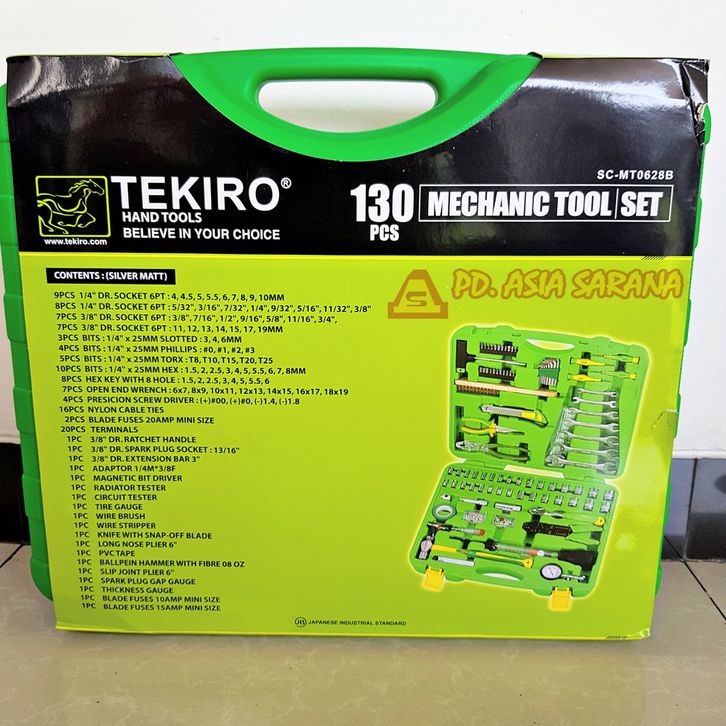 SC-MT0628B
TEKIRO®
HAND TOOLS
BELIEVE IN YOUR CHOICE
www.tekiro.com
130 PCS MECHANIC TOOL SET
CONTENTS : (SILVER MATT)
PD. ASIA SARANA
9PCS 1/4" DR. SOCKET 6PT : 4, 4.5, 5, 5.5, 6, 7, 8, 9, 10MM
8PCS 1/4" DR. SOCKET 6PT : 5/32", 3/16", 7/32", 1/4", 9/32", 5/16", 11/32", 3/8"
7PCS 3/8" DR. SOCKET 6PT : 3/8", 7/16", 1/2", 9/16", 5/8", 11/16", 3/4",
7PCS 3/8" DR. SOCKET 6PT : 11, 12, 13, 14, 15, 17, 19MM
3PCS BITS : 1/4" x 25MM SLOTTED : 3, 4, 6MM
4PCS BITS : 1/4" x 25MM PHILLIPS : #0, #1, #2, #3
5PCS BITS : 1/4" x 25MM TORX : T8, T10, T15, T20, T25
10PCS BITS : 1/4" x 25MM HEX : 1.5, 2, 2.5, 3, 4, 5, 5.5, 6, 7, 8MM
8PCS HEX KEY WITH 8 HOLE : 1.5, 2, 2.5, 3, 4, 5, 5.5, 6
7PCS OPEN END WRENCH : 6x7, 8x9, 10x11, 12x13, 14x15, 16x17, 18x19
4PCS PRESICION SCREW DRIVER : (+)#00, (+)#0, (-)1.4, (-)1.8
16PCS NYLON CABLE TIES
2PCS BLADE FUSES 20AMP MINI SIZE
20PCS TERMINALS
1PC 3/8" DR. RATCHET HANDLE
1PC 3/8" DR. SPARK PLUG SOCKET : 13/16"
1PC 3/8" DR. EXTENSION BAR 3"
1PC ADAPTOR 1/4M*3/8F
1PC MAGNETIC BIT DRIVER
1PC RADIATOR TESTER
1PC CIRCUIT TESTER
1PC TIRE GAUGE
1PC WIRE BRUSH
1PC WIRE STRIPPER
1PC KNIFE WITH SNAP-OFF BLADE
1PC LONG NOSE PLIER 6"
1PC PVC TAPE
1PC BALLPEIN HAMMER WITH FIBRE 08 OZ
1PC SLIP JOINT PLIER 6"
1PC SPARK PLUG GAP GAUGE
1PC THICKNESS GAUGE
1PC BLADE FUSES 10AMP MINI SIZE
1PC BLADE FUSES 15AMP MINI SIZE
JIS JAPANESE INDUSTRIAL STANDARD